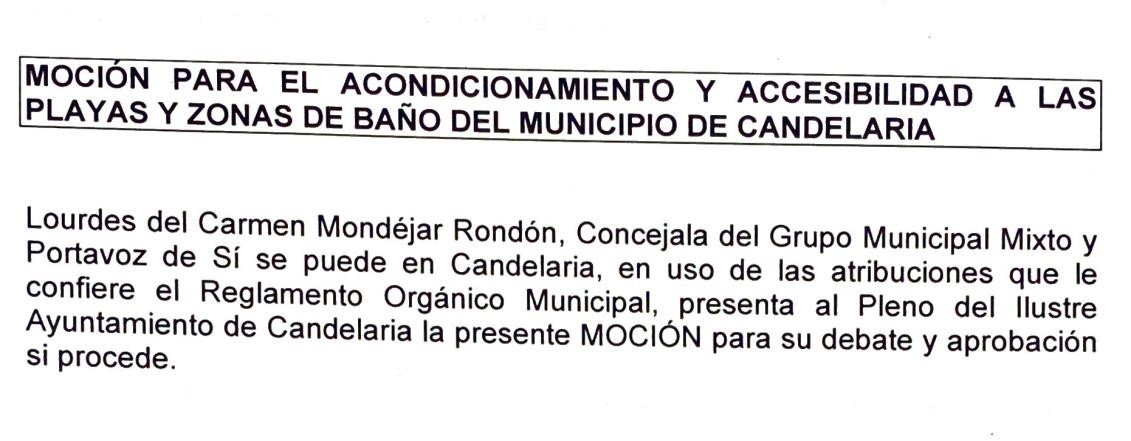 MOCIÓN PARA EL ACONDICIONAMIENTO Y ACCESIBILIDAD A LAS
PLAYAS Y ZONAS DE BAÑO DEL MUNICIPIO DE CANDELARIA
Lourdes del Carmen Mondéjar Rondón, Concejala del Grupo Municipal Mixto y
Portavoz de Sí se puede en Candelaria, en uso de las atribuciones que le
confiere el Reglamento Orgánico Municipal, presenta al Pleno del Ilustre
Ayuntamiento de Candelaria la presente MOCIÓN para su debate y aprobación
si procede.